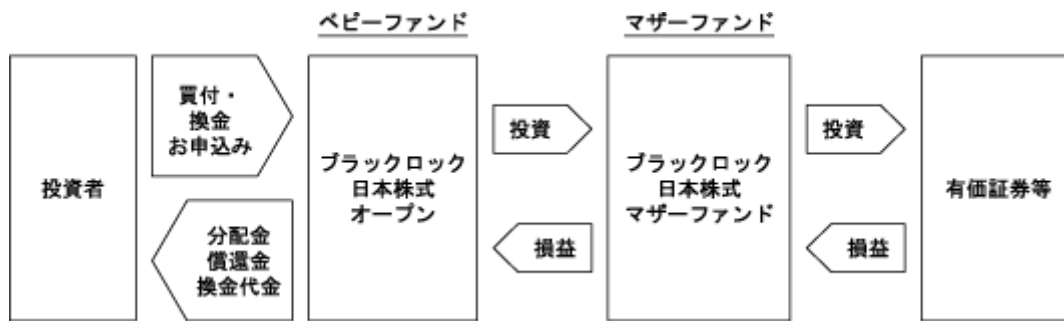 ベビーファンド
マザーファンド
投資者
買付・
換金
お申込み
分配金
償還金
換金代金
ブラックロック
日本株式
オープン
投資
損益
ブラックロック
日本株式
マザーファンド
投資
損益
有価証券等